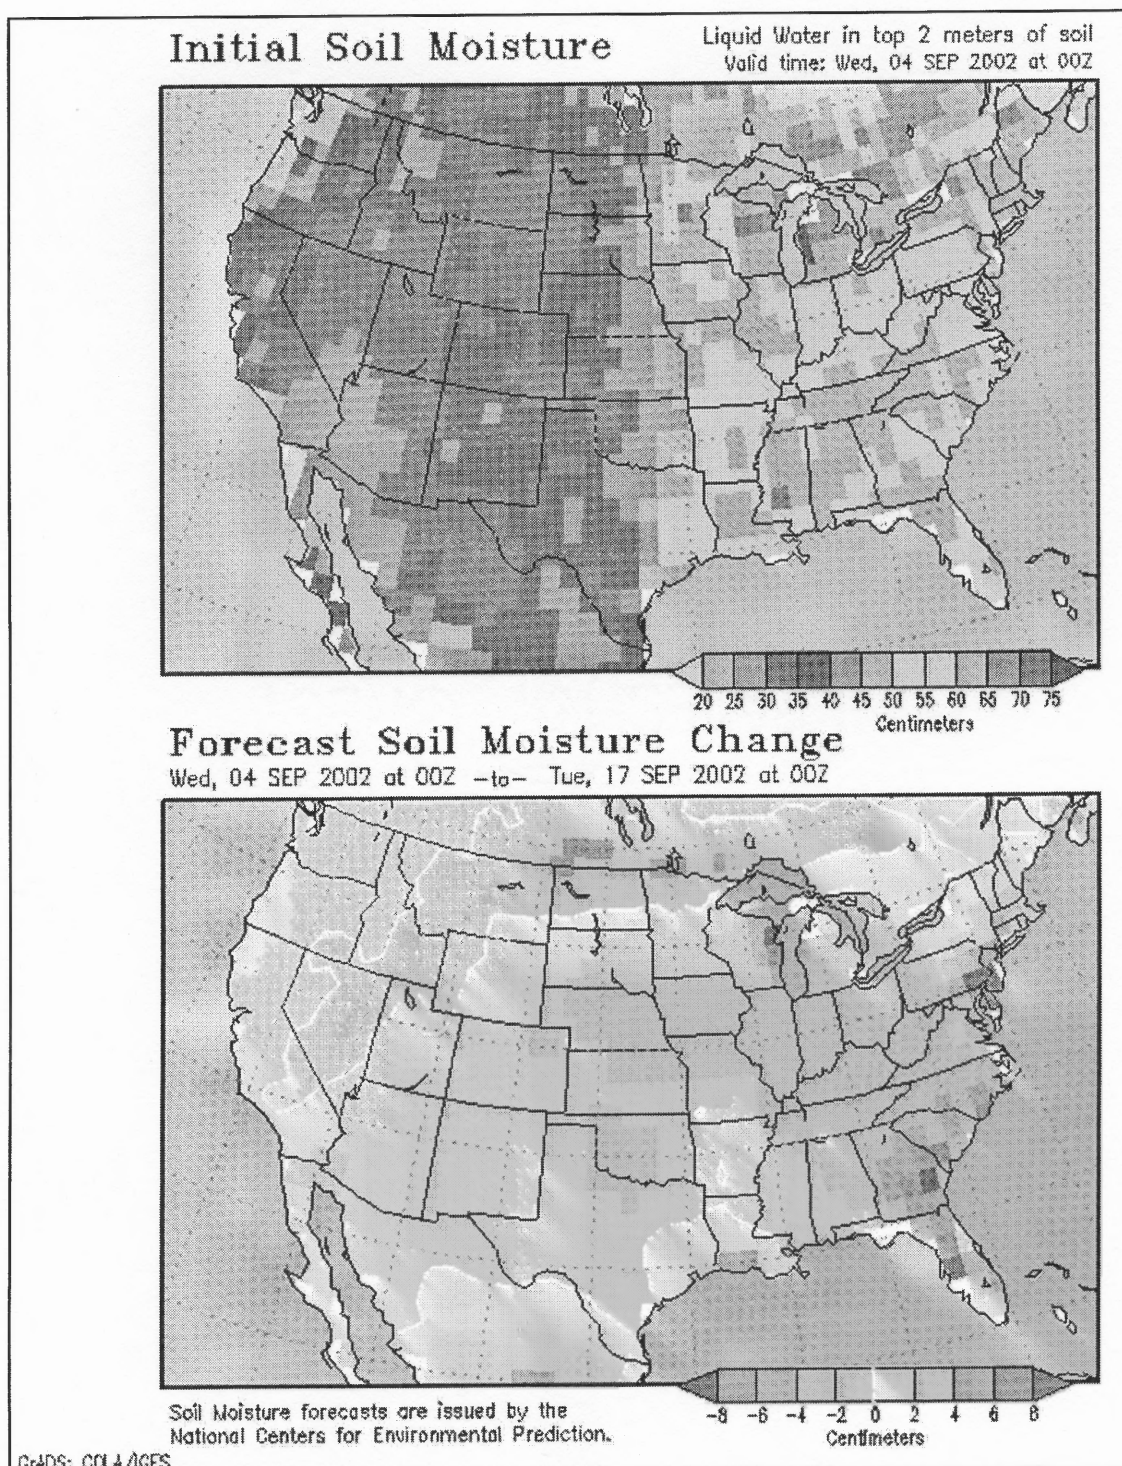 Initial Soil Moisture
Liquid Water in top 2 meters of soil
Valid time: Wed, 04 SEP 2002 at 00Z
20 25 30 35 40 45 50 55 60 65 70 75
Centimeters
Forecast Soil Moisture Change
Wed, 04 SEP 2002 at 00Z -to- Tue, 17 SEP 2002 at 00Z
-8 -6 -4 -2 0 2 4 6 8
Centimeters
Soil Moisture forecasts are issued by the
National Centers for Environmental Prediction.
GrADS: COLA/IGES